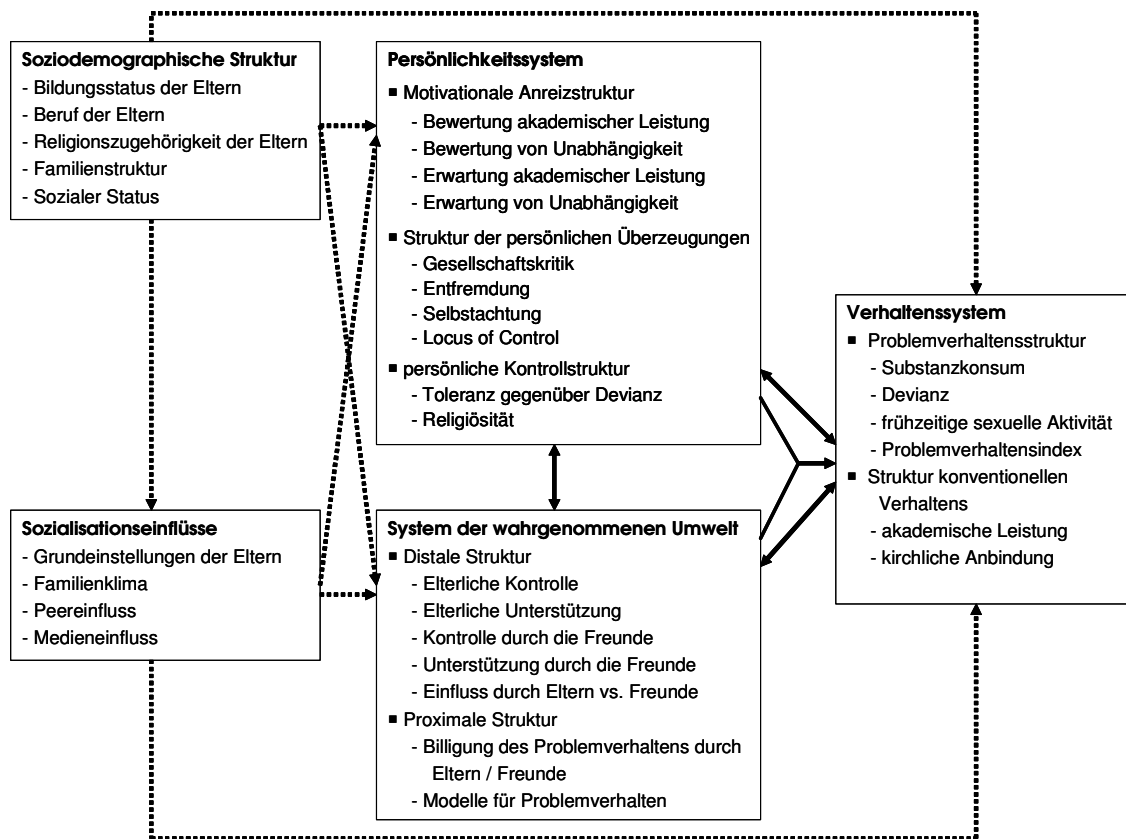 Soziodemographische Struktur
- Bildungsstatus der Eltern
- Beruf der Eltern
- Religionszugehörigkeit der Eltern
- Familienstruktur
- Sozialer Status
Persönlichkeitssystem
■ Motivationale Anreizstruktur
- Bewertung akademischer Leistung
- Bewertung von Unabhängigkeit
- Erwartung akademischer Leistung
- Erwartung von Unabhängigkeit
■ Struktur der persönlichen Überzeugungen
- Gesellschaftskritik
- Entfremdung
- Selbstachtung
- Locus of Control
■ persönliche Kontrollstruktur
- Toleranz gegenüber Devianz
- Religiösität
Sozialisationseinflüsse
- Grundeinstellungen der Eltern
- Familienklima
- Peereinfluss
- Medieneinfluss
System der wahrgenommenen Umwelt
■ Distale Struktur
- Elterliche Kontrolle
- Elterliche Unterstützung
- Kontrolle durch die Freunde
- Unterstützung durch die Freunde
- Einfluss durch Eltern vs. Freunde
■ Proximale Struktur
- Billigung des Problemverhaltens durch
Eltern / Freunde
- Modelle für Problemverhalten
Verhaltenssystem
■ Problemverhaltensstruktur
- Substanzkonsum
- Devianz
- frühzeitige sexuelle Aktivität
- Problemverhaltensindex
■ Struktur konventionellen
Verhaltens
- akademische Leistung
- kirchliche Anbindung